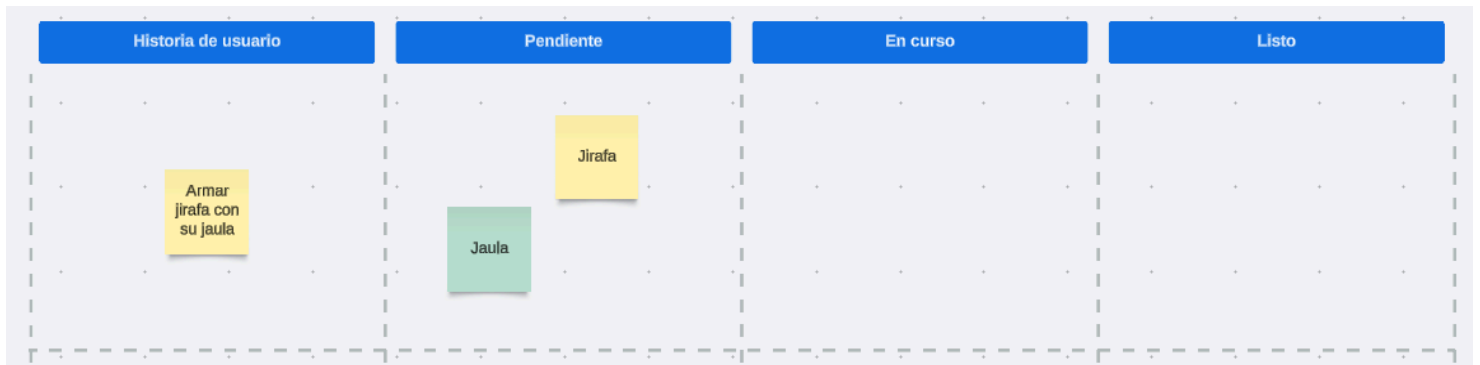 Historia de usuario
Pendiente
En curso
Listo
Armar
jirafa con
su jaula
Jirafa
Jaula